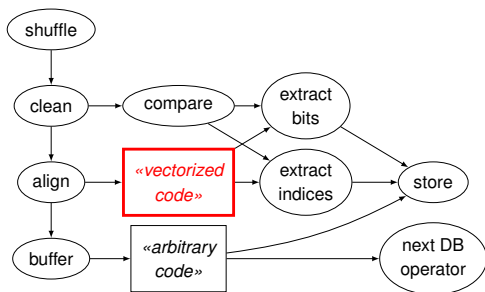 shuffle
clean
compare
extract
bits
align
«vectorized
code»
extract
indices
store
buffer
«arbitrary
code»
next DB
operator